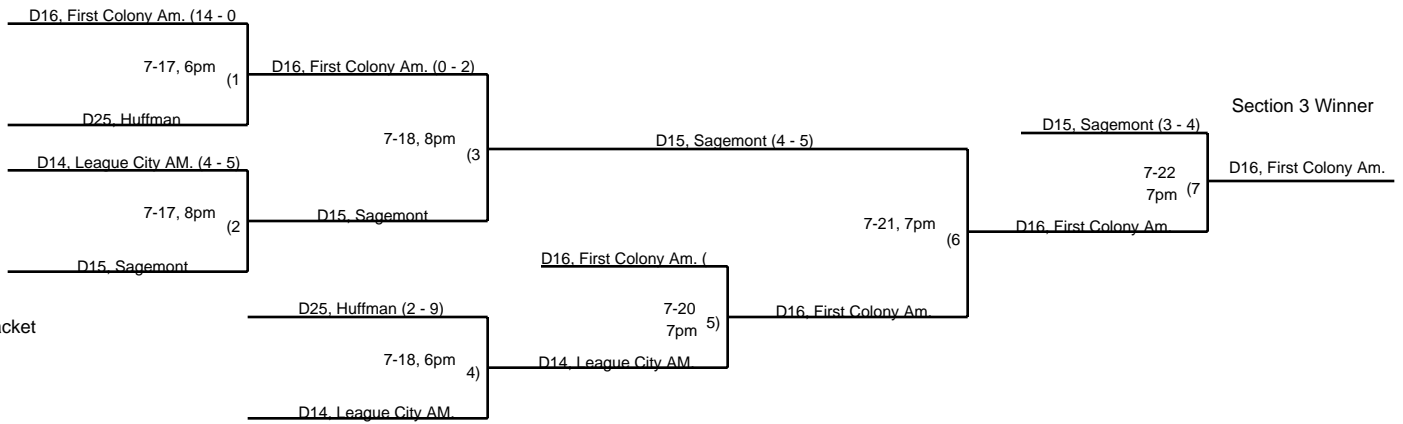 D16, First Colony Am. (14 - 0
7-17, 6pm
(1
D25, Huffman
D16, First Colony Am. (0 - 2)
D14, League City AM. (4 - 5)
7-17, 8pm
(2
D15, Sagemont
7-18, 8pm
(3
D15, Sagemont
D15, Sagemont (4 - 5)
Section 3 Winner
D15, Sagemont (3 - 4)
7-22
7pm
(7
D16, First Colony Am.
7-21, 7pm
(6
D16, First Colony Am.
D16, First Colony Am. (
7-20
7pm
5)
D16, First Colony Am.
D25, Huffman (2 - 9)
7-18, 6pm
4)
D14, League City AM.
D14, League City AM.